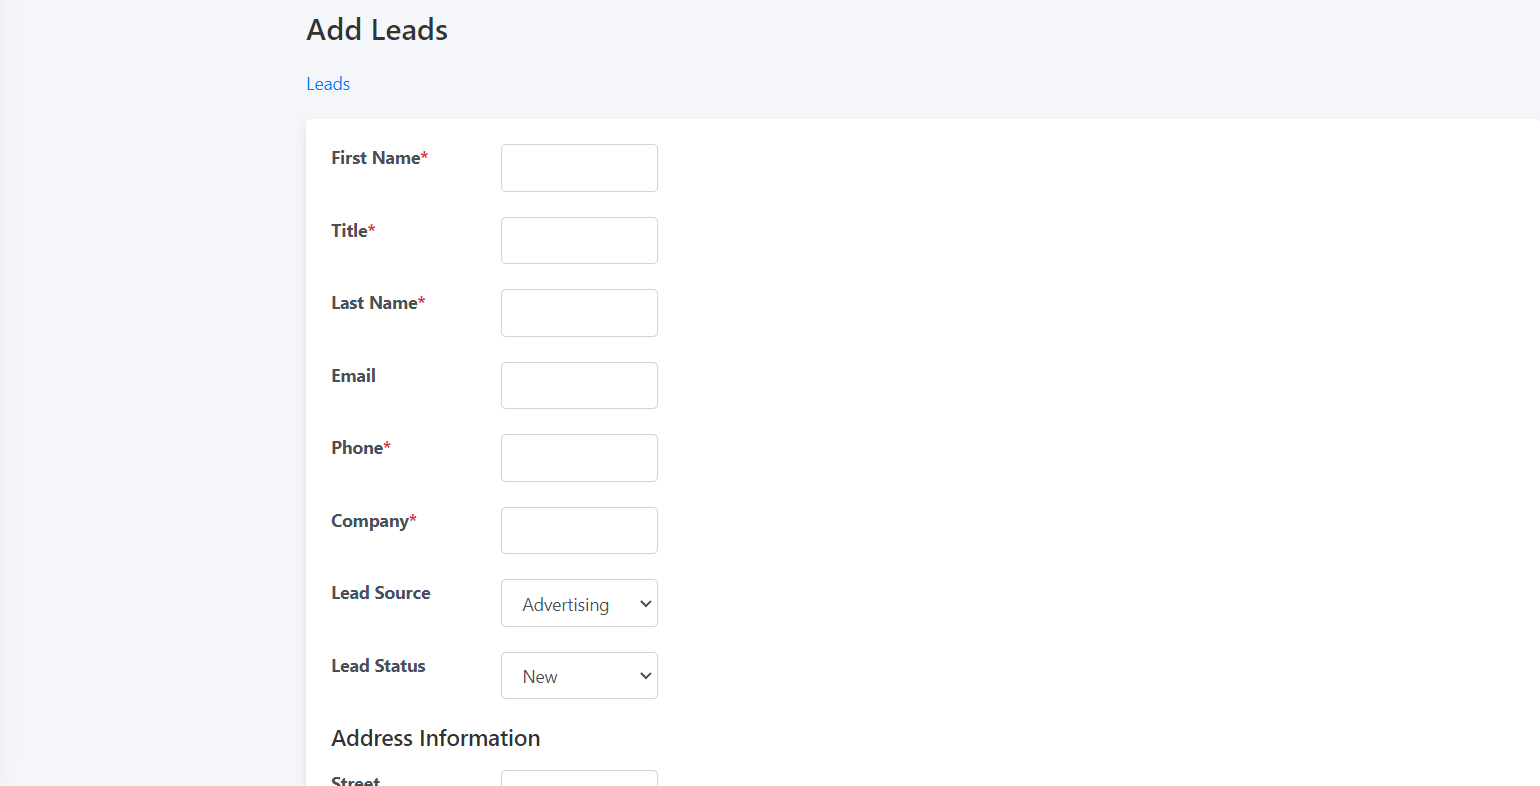 Add Leads
Leads
First Name*
Title*
Last Name*
Email
Phone*
Company*
Lead Source Advertising
Lead Status New
Address Information
Street